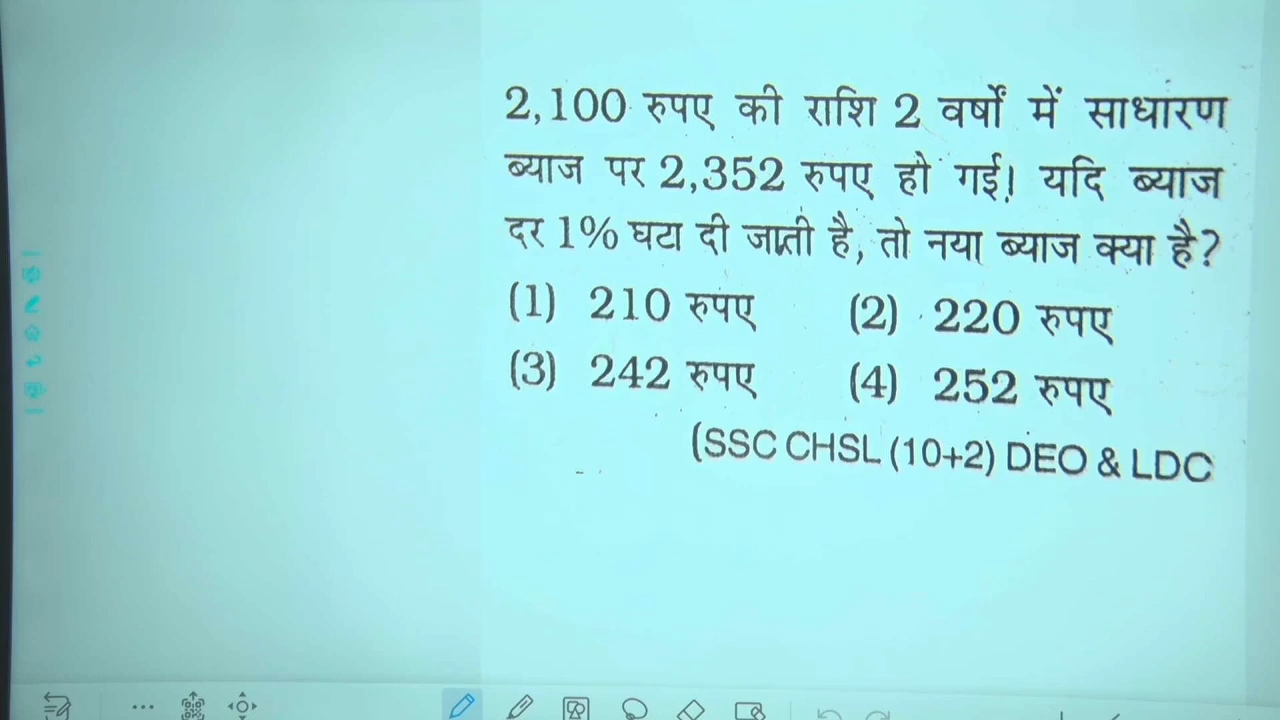 2,100 रुपए की राशि 2 वर्षों में साधारण
ब्याज पर 2,352 रुपए हो गई। यदि ब्याज
दर 1% घटा दी जाती है, तो नया ब्याज क्या है?
(1) 210 रुपए (2) 220 रुपए
(3) 242 रुपए (4) 252 रुपए
(SSC CHSL (10+2) DEO & LDC